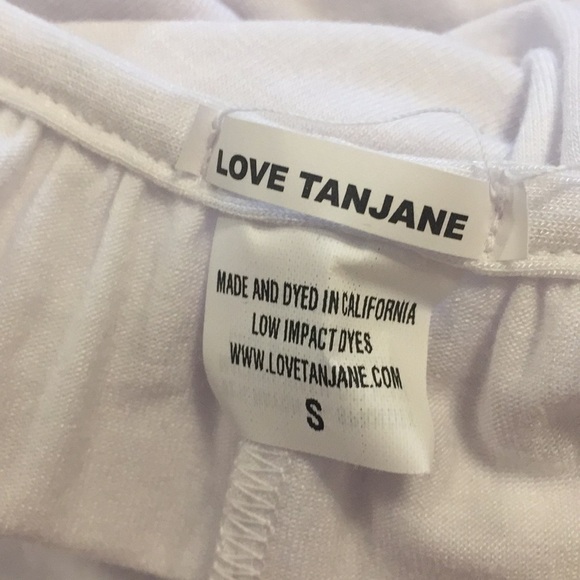 LOVE TANJANE
MADE AND DYED IN CALIFORNIA
LOW IMPACT DYES
WWW.LOVETANJANE.COM
S